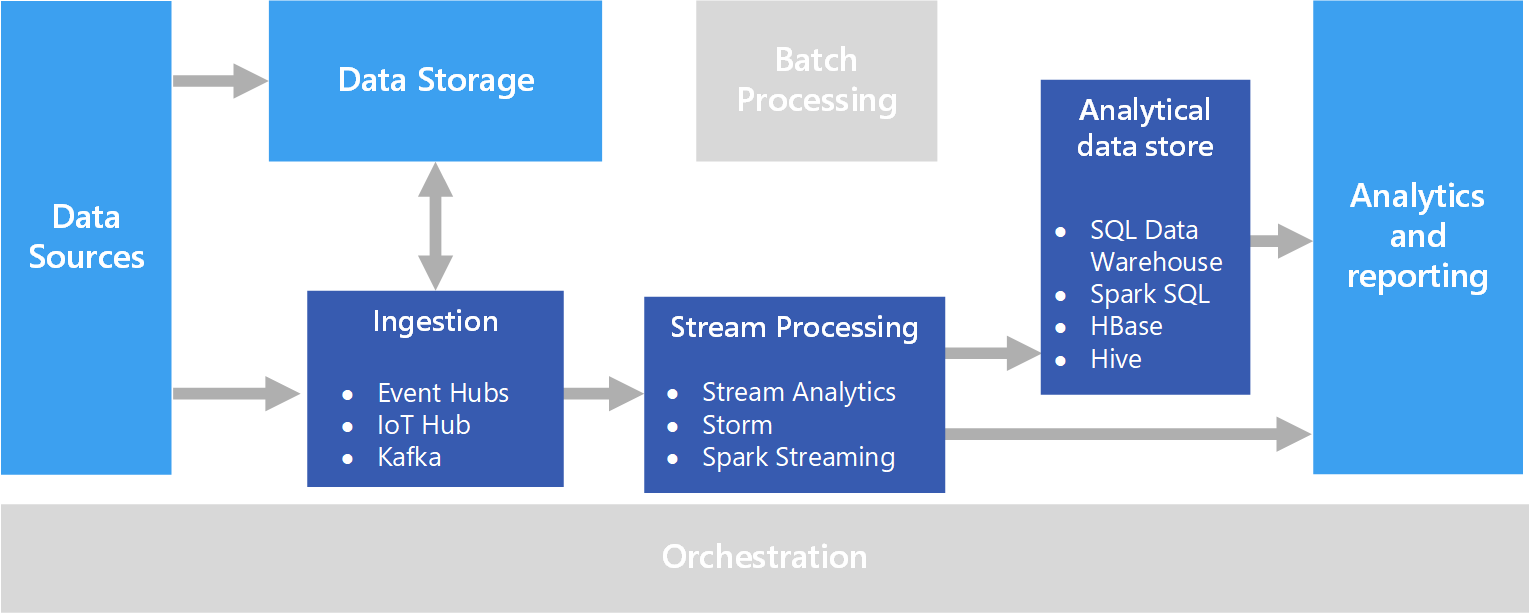 Data
Sources
Data Storage
Batch
Processing
Analytical
data store
● SQL Data
Warehouse
● Spark SQL
● HBase
● Hive
Analytics
and
reporting
Ingestion
● Event Hubs
● IoT Hub
● Kafka
Stream Processing
● Stream Analytics
● Storm
● Spark Streaming
Orchestration